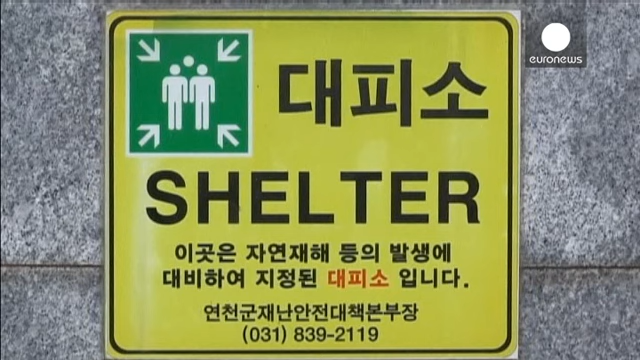 euronews
대피소
SHELTER
이곳은 자연재해 등의 발생에
대비하여 지정된 대피소 입니다.
연천군재난안전대책본부장
(031) 839-2119